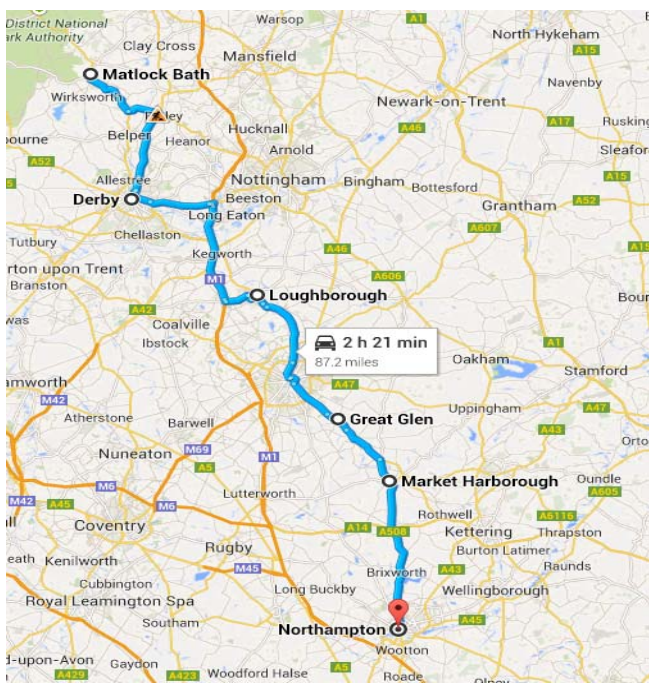 District National
ark Authority
Warsop
A1
North Hykeham
Clay Cross
A15
Mansfield
Matlock Bath
Navenby
Wirksworth
Newark-on-Trent
A17
Ruskin
Hucknall
A46
Belper
Heanor
Sleafor
bourne
Arnold
A15
A52
Allestree
Nottingham
Bingham
Bottesford
Derby
Beeston
Grantham
A52
Long Eaton
Chellaston
A607
Tutbury
Kegworth
A46
A15
rton upon Trent
M1
A606
Branston
Loughborough
Bour
A42
Coalville
A1
Ibstock
2 h 21 min
87.2 miles
Oakham
Stamford
amworth
M42
A47
Atherstone
Barwell
Great Glen
Uppingham
A47
Nuneaton
M69
A43
A5
M1
Orto
Market Harborough
Oundle
M6
Lutterworth
A605
M42
A45
M6
Rothwell
A14
A508
A6116
Coventry
Kettering
Thrapston
Rugby
Burton Latimer
eath
Kenilworth
M45
Brixworth
A43
Raunds
Cubbington
Long Buckby
Wellingborough
Royal Leamington Spa
Southam
Northampton
A45
Wootton
d-upon-Avon
Gaydon
A5
Roade
A429
A423
Woodford Halse
Olney